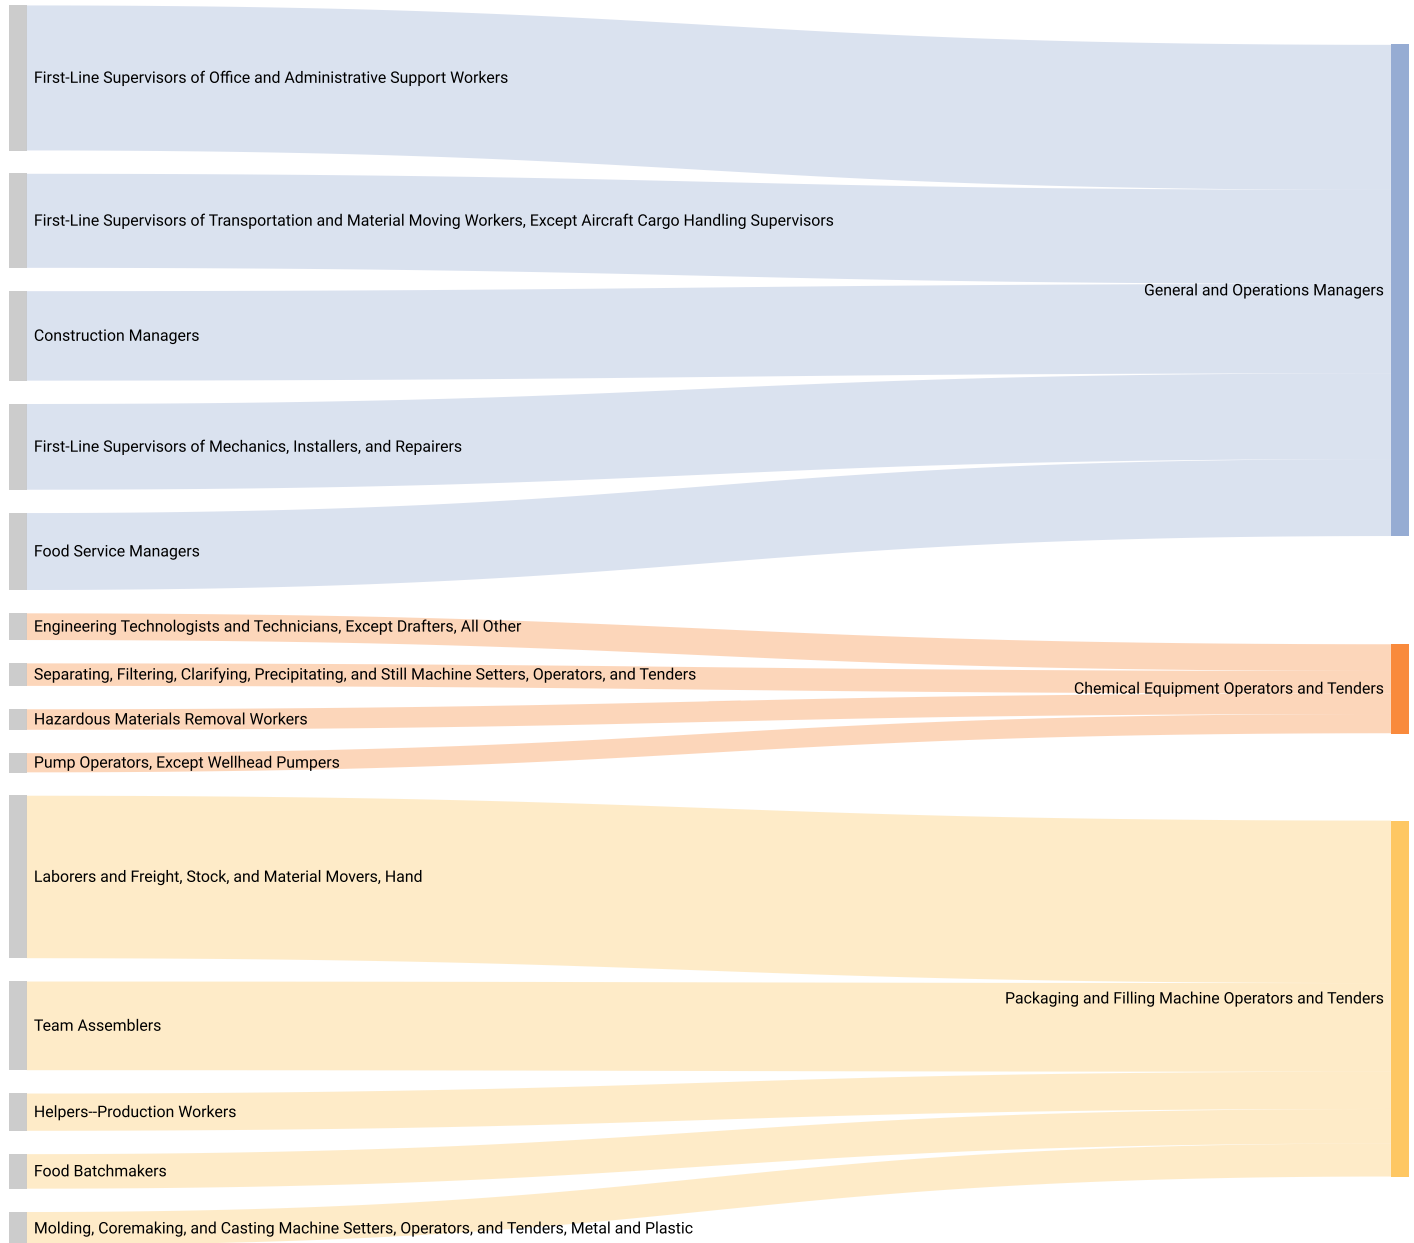 First-Line Supervisors of Office and Administrative Support Workers
First-Line Supervisors of Transportation and Material Moving Workers, Except Aircraft Cargo Handling Supervisors
General and Operations Managers
Construction Managers
First-Line Supervisors of Mechanics, Installers, and Repairers
Food Service Managers
Engineering Technologists and Technicians, Except Drafters, All Other
Separating, Filtering, Clarifying, Precipitating, and Still Machine Setters, Operators, and Tenders
Chemical Equipment Operators and Tenders
Hazardous Materials Removal Workers
Pump Operators, Except Wellhead Pumpers
Laborers and Freight, Stock, and Material Movers, Hand
Packaging and Filling Machine Operators and Tenders
Team Assemblers
Helpers--Production Workers
Food Batchmakers
Molding, Coremaking, and Casting Machine Setters, Operators, and Tenders, Metal and Plastic